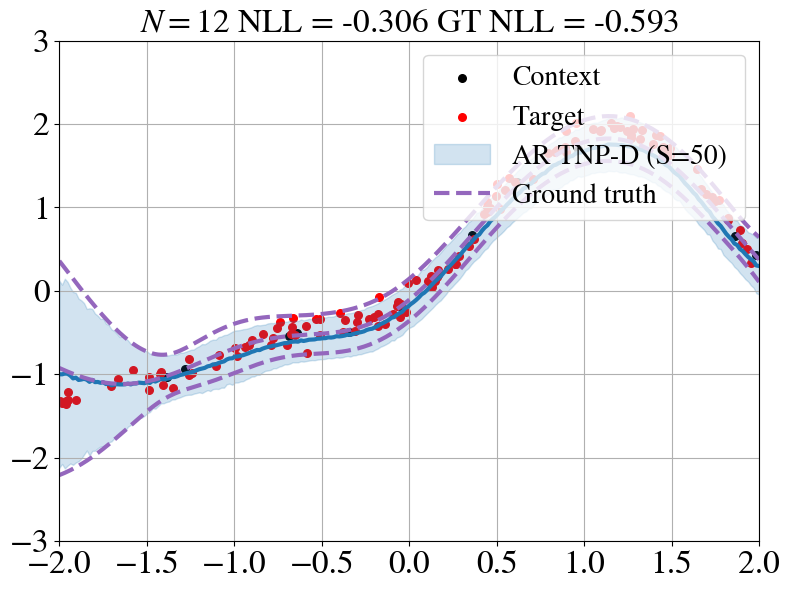 N = 12 NLL = -0.306 GT NLL = -0.593
3
2
1
0
−1
−2
−3
Context
Target
AR TNP-D (S=50)
Ground truth
−2.0 −1.5 −1.0 −0.5 0.0 0.5 1.0 1.5 2.0